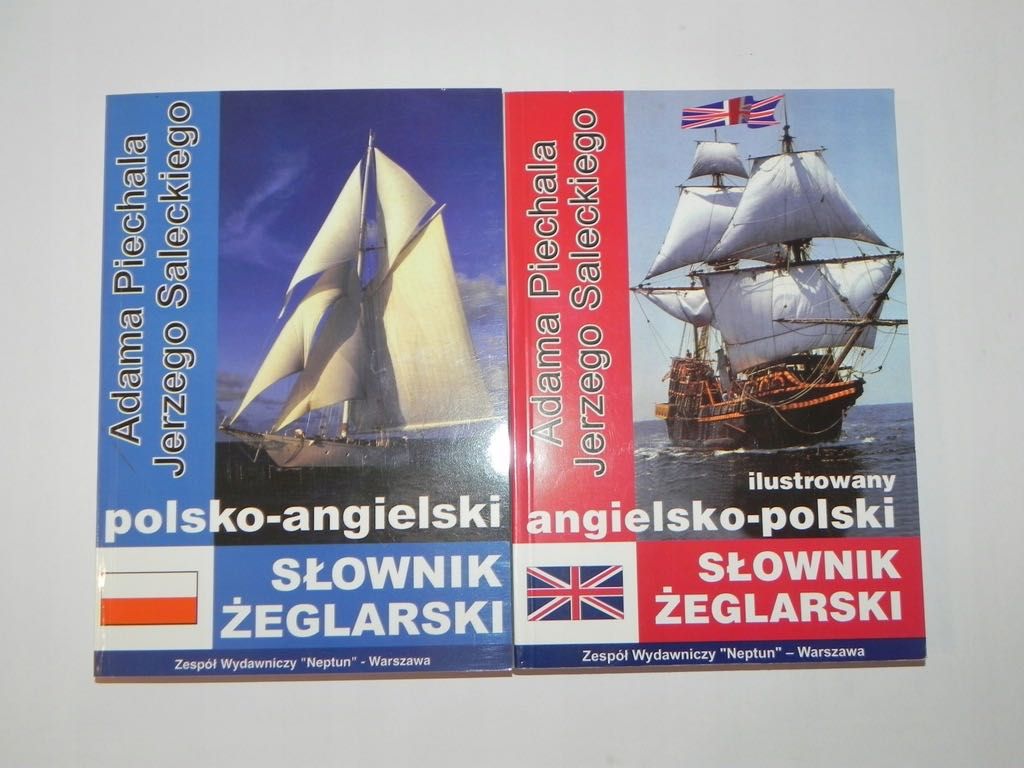 Adama Piechala
Jerzego Saleckiego
polsko-angielski
SŁOWNIK
ŻEGLARSKI
Zespół Wydawniczy "Neptun" - Warszawa
Adama Piechala
Jerzego Saleckiego
ilustrowany
angielsko-polski
SŁOWNIK
ŻEGLARSKI
Zespół Wydawniczy "Neptun" – Warszawa